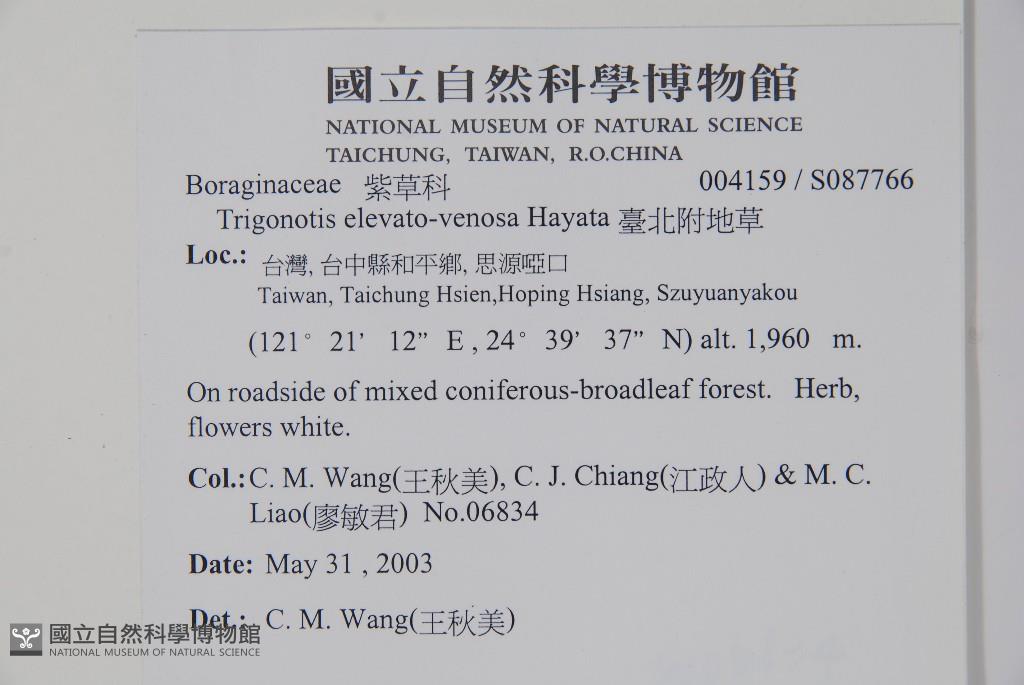 國立自然科學博物館
NATIONAL MUSEUM OF NATURAL SCIENCE
TAICHUNG, TAIWAN, R.O.CHINA
Boraginaceae 紫草科 004159 / S087766
Trigonotis elevato-venosa Hayata 臺北附地草
Loc.: 台灣, 台中縣和平鄉, 思源啞口
Taiwan, Taichung Hsien,Hoping Hsiang, Szuyuanyakou
(121° 21’ 12” E , 24° 39’ 37” N) alt. 1,960 m.
On roadside of mixed coniferous-broadleaf forest. Herb,
flowers white.
Col.: C. M. Wang(王秋美), C. J. Chiang(江政人) & M. C.
Liao(廖敏君) No.06834
Date: May 31 , 2003
Det.: C. M. Wang(王秋美)
國立自然科學博物館
NATIONAL MUSEUM OF NATURAL SCIENCE